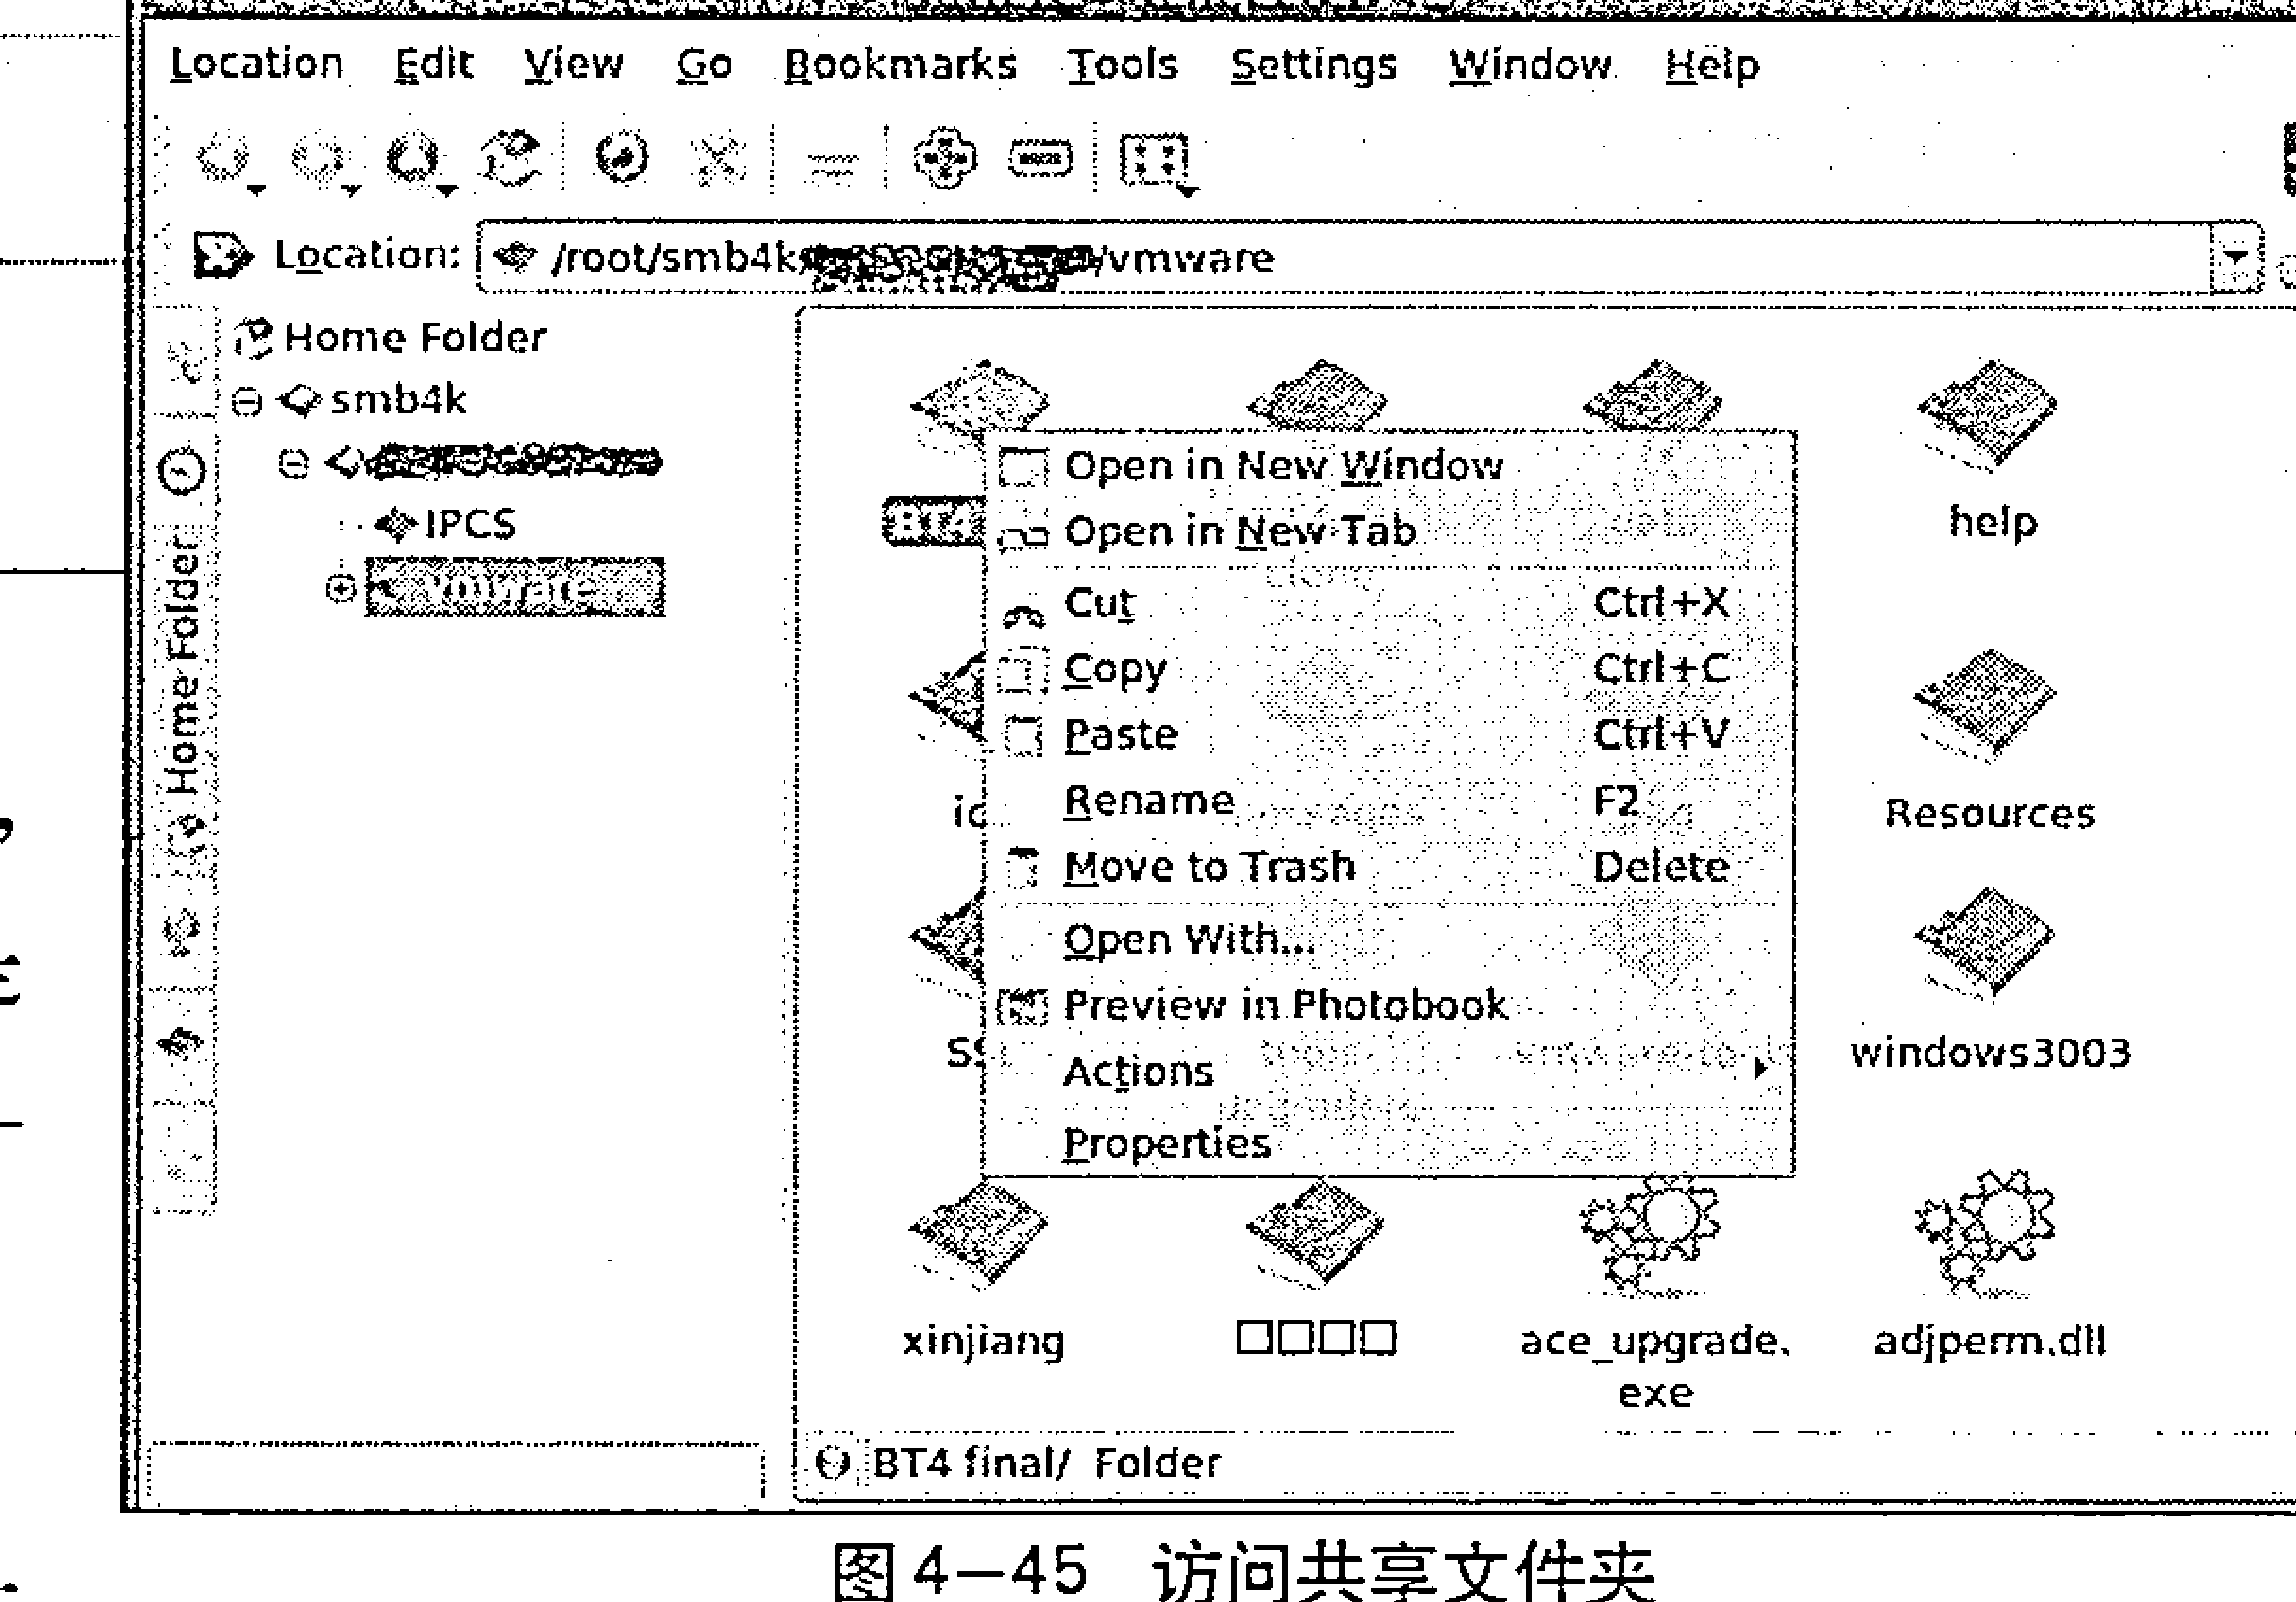 Location Edit View Go Bookmarks Tools Settings Window Help
Location: /root/smb4k/ /vmware
Home Folder
smb4k
IPCS
vmware
Home Folder
BT4
help
Open in New Window
Open in New Tab
Cut Ctrl+X
Copy Ctrl+C
Paste Ctrl+V
Rename F2
Move to Trash Delete
Open With...
Preview in Photobook
Actions
Properties
Resources
windows3003
xinjiang
ace_upgrade.
exe
adjperm.dll
BT4 final/ Folder
图4-45 访问共享文件夹